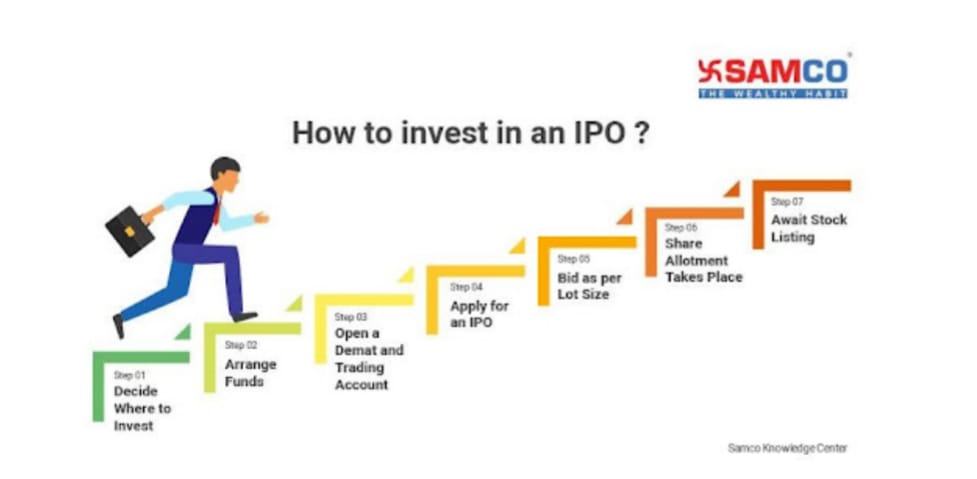 SAMCO
THE WEALTHY HABIT
How to invest in an IPO ?
Step 01
Decide
Where to
Invest
Step 02
Arrange
Funds
Step 03
Open a
Demat and
Trading
Account
Step 04
Apply for
an IPO
Step 05
Bid as per
Lot Size
Step 06
Share
Allotment
Takes Place
Step 07
Await Stock
Listing
Samco Knowledge Center